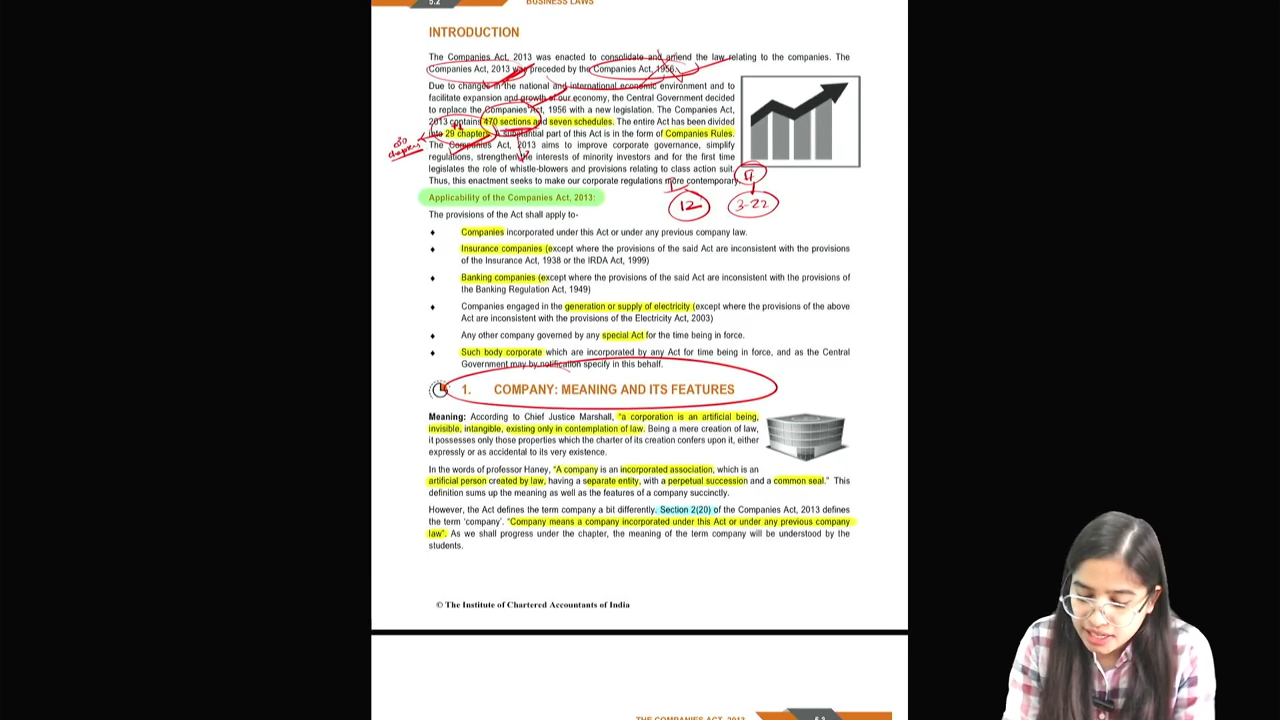 5.2 BUSINESS LAWS
INTRODUCTION
The Companies Act, 2013 was enacted to consolidate and amend the law relating to the companies. The
Companies Act, 2013 was preceded by the Companies Act, 1956.
Due to changes in the national and international economic environment and to
facilitate expansion and growth of our economy, the Central Government decided
to replace the Companies Act, 1956 with a new legislation. The Companies Act,
2013 contains 470 sections and seven schedules. The entire Act has been divided
into 29 chapters. A substantial part of this Act is in the form of Companies Rules.
30
chapters
The Companies Act, 2013 aims to improve corporate governance, simplify
regulations, strengthen the interests of minority investors and for the first time
legislates the role of whistle-blowers and provisions relating to class action suit.
Thus, this enactment seeks to make our corporate regulations more contemporary.
I
12
II
3-22
Applicability of the Companies Act, 2013:
The provisions of the Act shall apply to-
♦ Companies incorporated under this Act or under any previous company law.
♦ Insurance companies (except where the provisions of the said Act are inconsistent with the provisions
of the Insurance Act, 1938 or the IRDA Act, 1999)
♦ Banking companies (except where the provisions of the said Act are inconsistent with the provisions of
the Banking Regulation Act, 1949)
♦ Companies engaged in the generation or supply of electricity (except where the provisions of the above
Act are inconsistent with the provisions of the Electricity Act, 2003)
♦ Any other company governed by any special Act for the time being in force.
♦ Such body corporate which are incorporated by any Act for time being in force, and as the Central
Government may by notification specify in this behalf.
1. COMPANY: MEANING AND ITS FEATURES
Meaning: According to Chief Justice Marshall, "a corporation is an artificial being,
invisible, intangible, existing only in contemplation of law. Being a mere creation of law,
it possesses only those properties which the charter of its creation confers upon it, either
expressly or as accidental to its very existence.
In the words of professor Haney, "A company is an incorporated association, which is an
artificial person created by law, having a separate entity, with a perpetual succession and a common seal." This
definition sums up the meaning as well as the features of a company succinctly.
However, the Act defines the term company a bit differently. Section 2(20) of the Companies Act, 2013 defines
the term 'company'. "Company means a company incorporated under this Act or under any previous company
law". As we shall progress under the chapter, the meaning of the term company will be understood by the
students.
© The Institute of Chartered Accountants of India
THE COMPANIES ACT, 2013 5.3